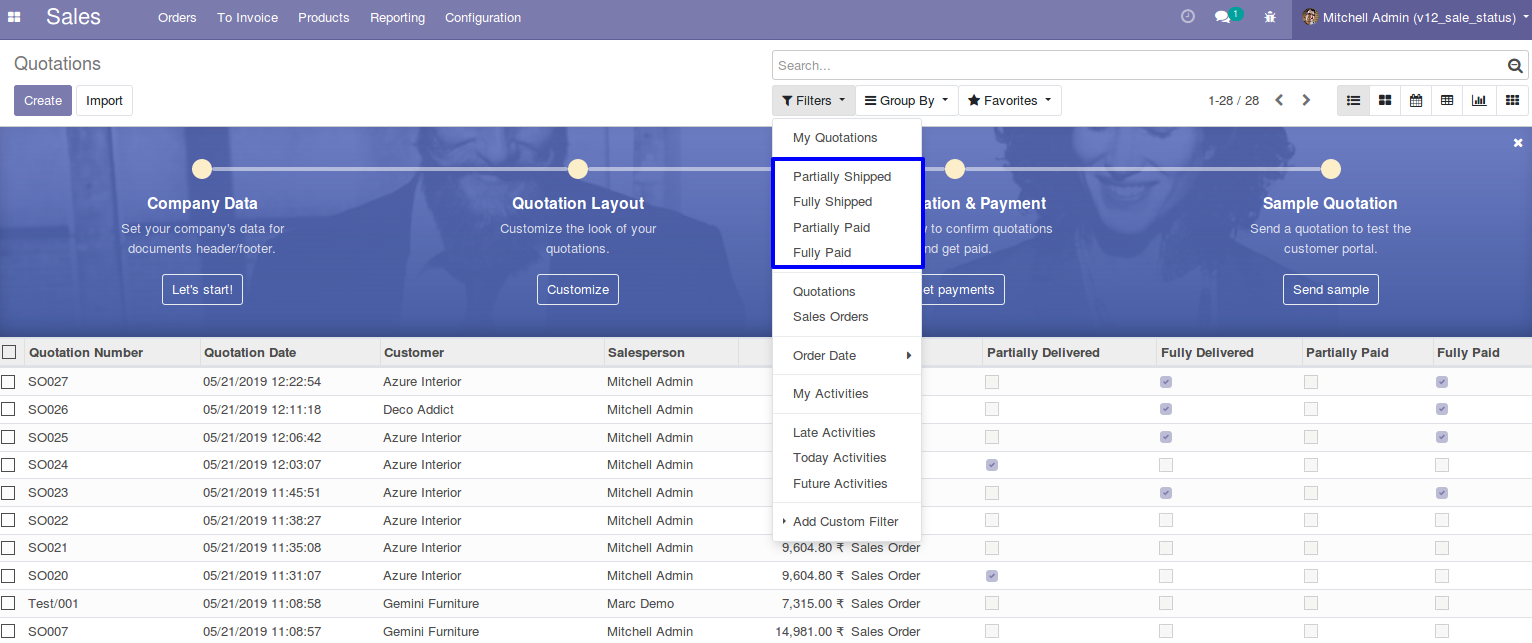 Sales Orders To Invoice Products Reporting Configuration 1 Mitchell Admin (v12_sale_status)
Quotations Search...
Create Import Filters Group By Favorites 1-28 / 28
My Quotations
Partially Shipped
Fully Shipped
Partially Paid
Fully Paid
Quotations
Sales Orders
Order Date
My Activities
Late Activities
Today Activities
Future Activities
Add Custom Filter
Company Data
Set your company's data for
documents header/footer.
Let's start!
Quotation Layout
Customize the look of your
quotations.
Customize
& Payment
to confirm quotations
get paid.
payments
Sample Quotation
Send a quotation to test the
customer portal.
Send sample
Quotation Number Quotation Date Customer Salesperson Partially Delivered Fully Delivered Partially Paid Fully Paid
SO027 05/21/2019 12:22:54 Azure Interior Mitchell Admin
SO026 05/21/2019 12:11:18 Deco Addict Mitchell Admin
SO025 05/21/2019 12:06:42 Azure Interior Mitchell Admin
SO024 05/21/2019 12:03:07 Azure Interior Mitchell Admin
SO023 05/21/2019 11:45:51 Azure Interior Mitchell Admin
SO022 05/21/2019 11:38:27 Azure Interior Mitchell Admin
SO021 05/21/2019 11:35:08 Azure Interior Mitchell Admin 9,604.80 ₹ Sales Order
SO020 05/21/2019 11:31:07 Azure Interior Mitchell Admin 9,604.80 ₹ Sales Order
Test/001 05/21/2019 11:08:58 Gemini Furniture Marc Demo 7,315.00 ₹ Sales Order
SO007 05/21/2019 11:08:57 Gemini Furniture Mitchell Admin 14,981.00 ₹ Sales Order